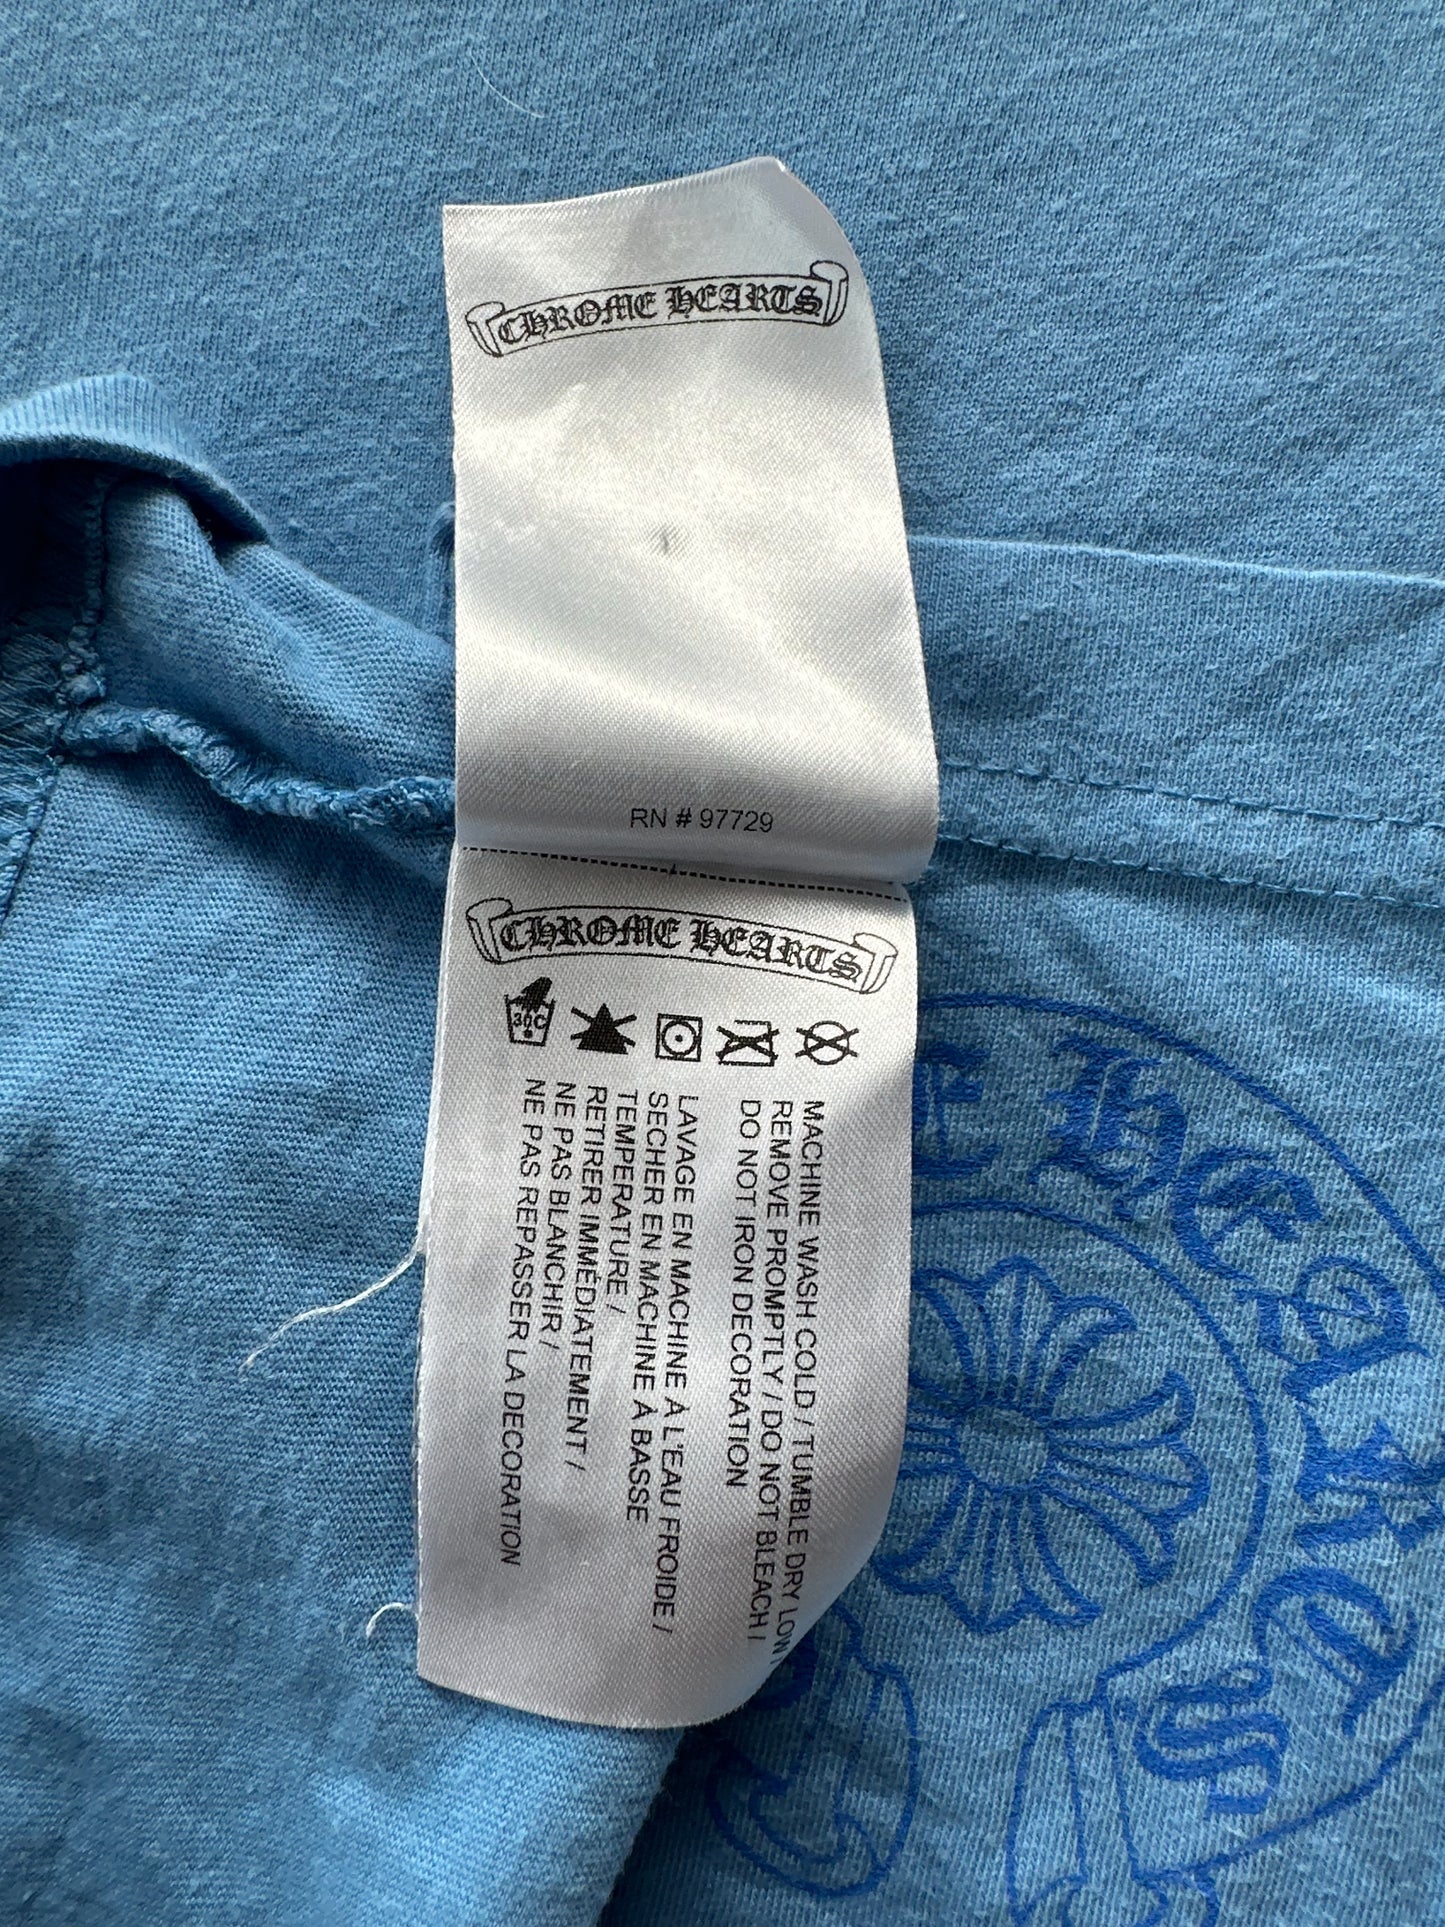 CHROME HEARTS
RN # 97729
CHROME HEARTS
30C
MACHINE WASH COLD / TUMBLE DRY LOW /
REMOVE PROMPTLY / DO NOT BLEACH /
DO NOT IRON DECORATION
LAVAGE EN MACHINE À L'EAU FROIDE /
SECHER EN MACHINE À BASSE
TEMPERATURE /
RETIRER IMMÉDIATEMENT /
NE PAS BLANCHIR /
NE PAS REPASSER LA DECORATION
E HEARTS